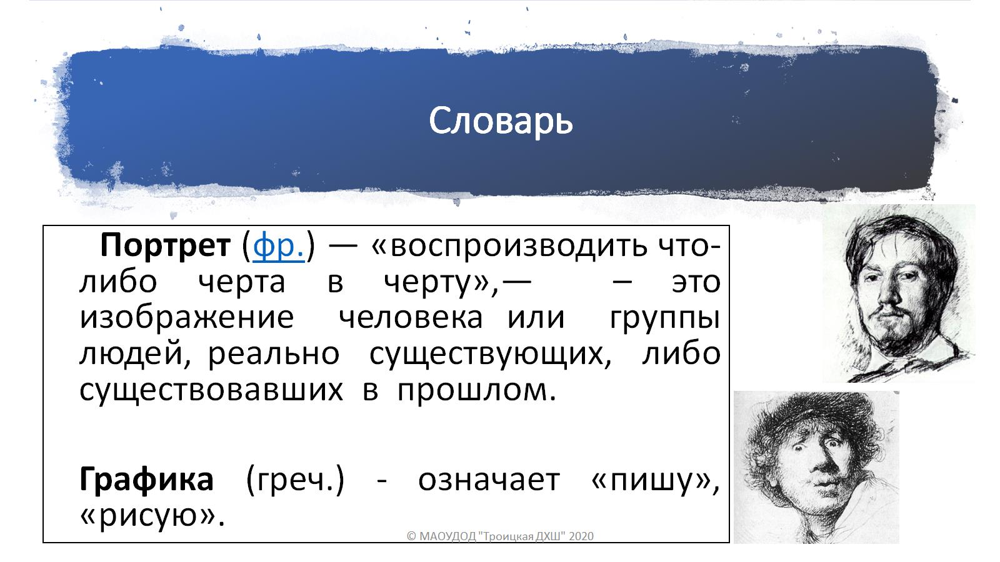 Словарь
Портрет (фр.) — «воспроизводить что-
либо черта в черту»,— – это
изображение человека или группы
людей, реально существующих, либо
существовавших в прошлом.
Графика (греч.) - означает «пишу»,
«рисую».
© МАОУДОД "Троицкая ДХШ" 2020